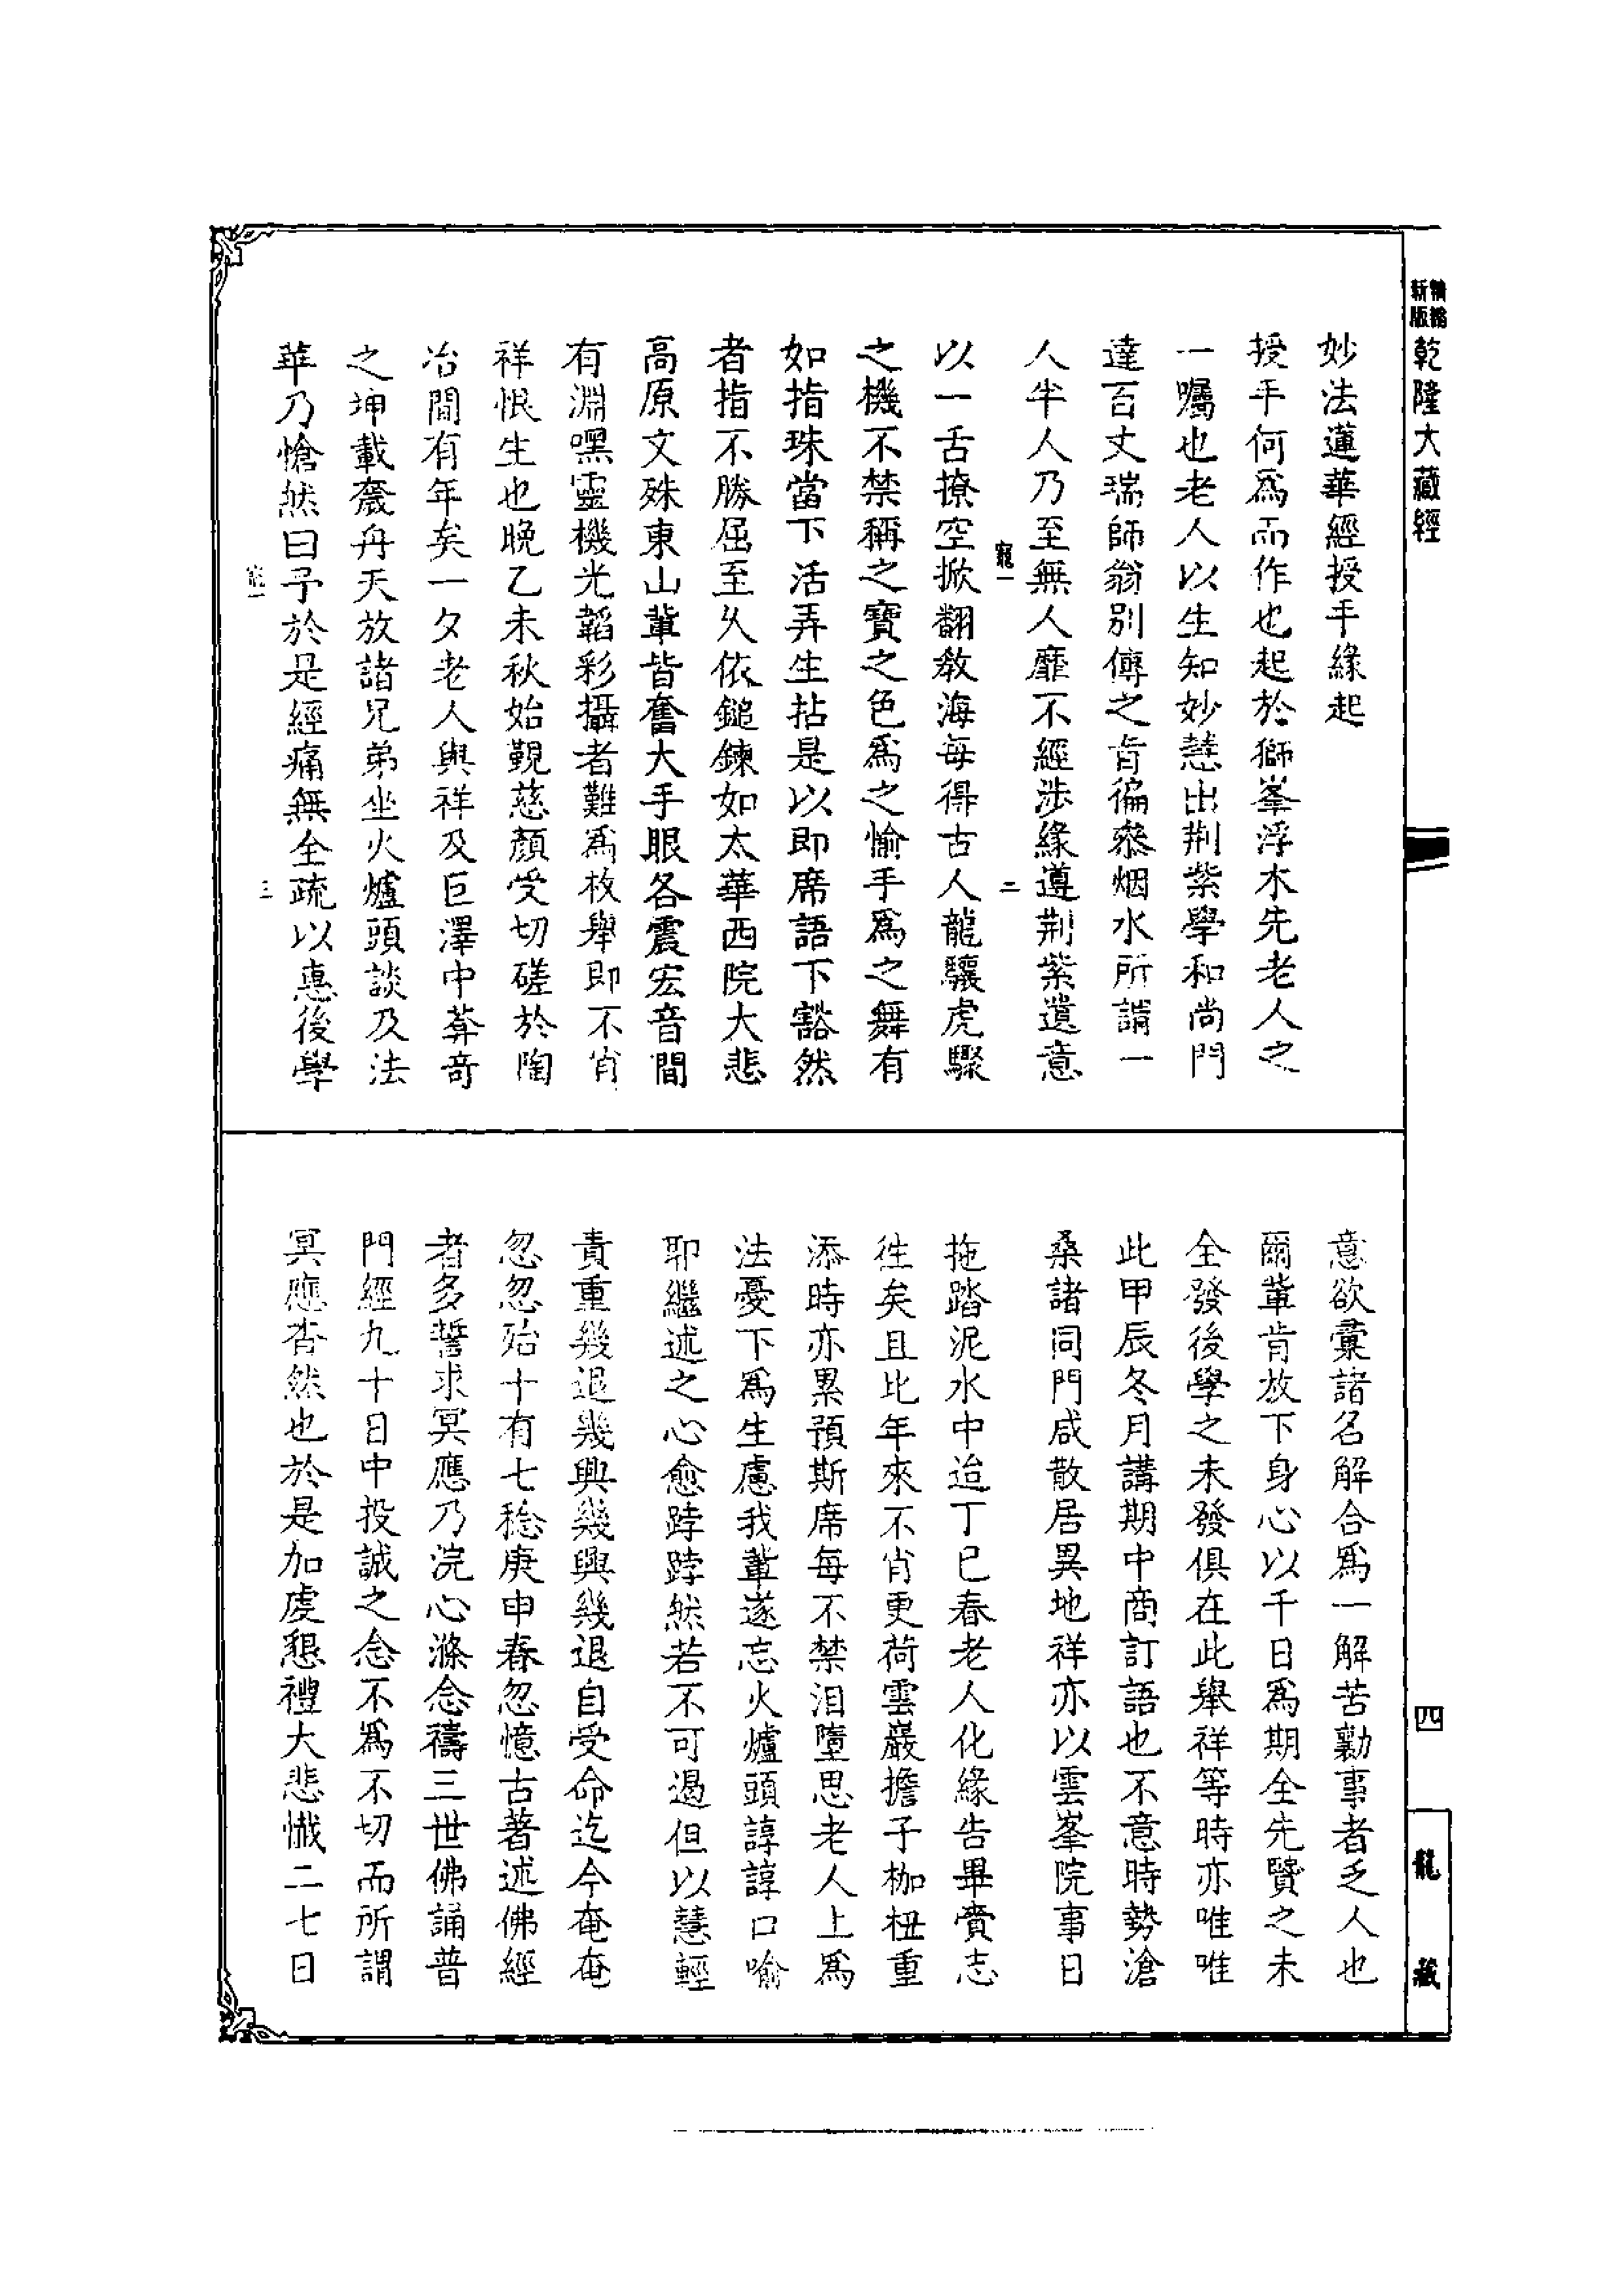 新版 精縮
乾隆大藏經
四
龍藏
妙法蓮華經授手緣起
授手何爲而作也起於獅峯浮木先老人之
一囑也老人以生知妙慧出荆紫學和尚門
達百丈瑞師翁別傳之肯徧叅烟水所謂一
人半人乃至無人靡不經涉緣遵荆紫遺意
寵一
二
以一舌撩空掀翻敎海每得古人龍驤虎驟
之機不禁稱之寶之色爲之愉手爲之舞有
如指珠當下活弄生拈是以即席語下豁然
者指不勝屈至久依鎚鍊如太華西院大悲
高原文殊東山輩皆奮大手眼各震宏音間
有淵嘿靈機光韜彩攝者難爲枚舉即不肖
祥恨生也晚乙未秋始覲慈顏受切磋於陶
冶間有年矣一夕老人與祥及巨澤中莽奇
之坤載袞舟天放諸兄弟坐火爐頭談及法
華乃愴然曰予於是經痛無全疏以惠後學
寵一
三
意欲彚諸名解合爲一解苦勷事者乏人也
爾輩肯放下身心以千日爲期全先賢之未
全發後學之未發俱在此舉祥等時亦唯唯
此甲辰冬月講期中商訂語也不意時勢滄
桑諸同門咸散居異地祥亦以雲峯院事日
拖踏泥水中迨丁巳春老人化緣告畢賫志
徃矣且比年來不肖更荷雲巖擔子枷杻重
添時亦累預斯席每不禁泪墮思老人上爲
法憂下爲生慮我輩遂忘火爐頭諄諄口喻
耶繼述之心愈踤踤然若不可遏但以慧輕
責重幾退幾興幾興幾退自受命迄今奄奄
忽忽殆十有七稔庚申春忽憶古著述佛經
者多誓求冥應乃浣心滌念禱三世佛誦普
門經九十日中投誠之念不爲不切而所謂
冥應杳然也於是加虔懇禮大悲懺二七日